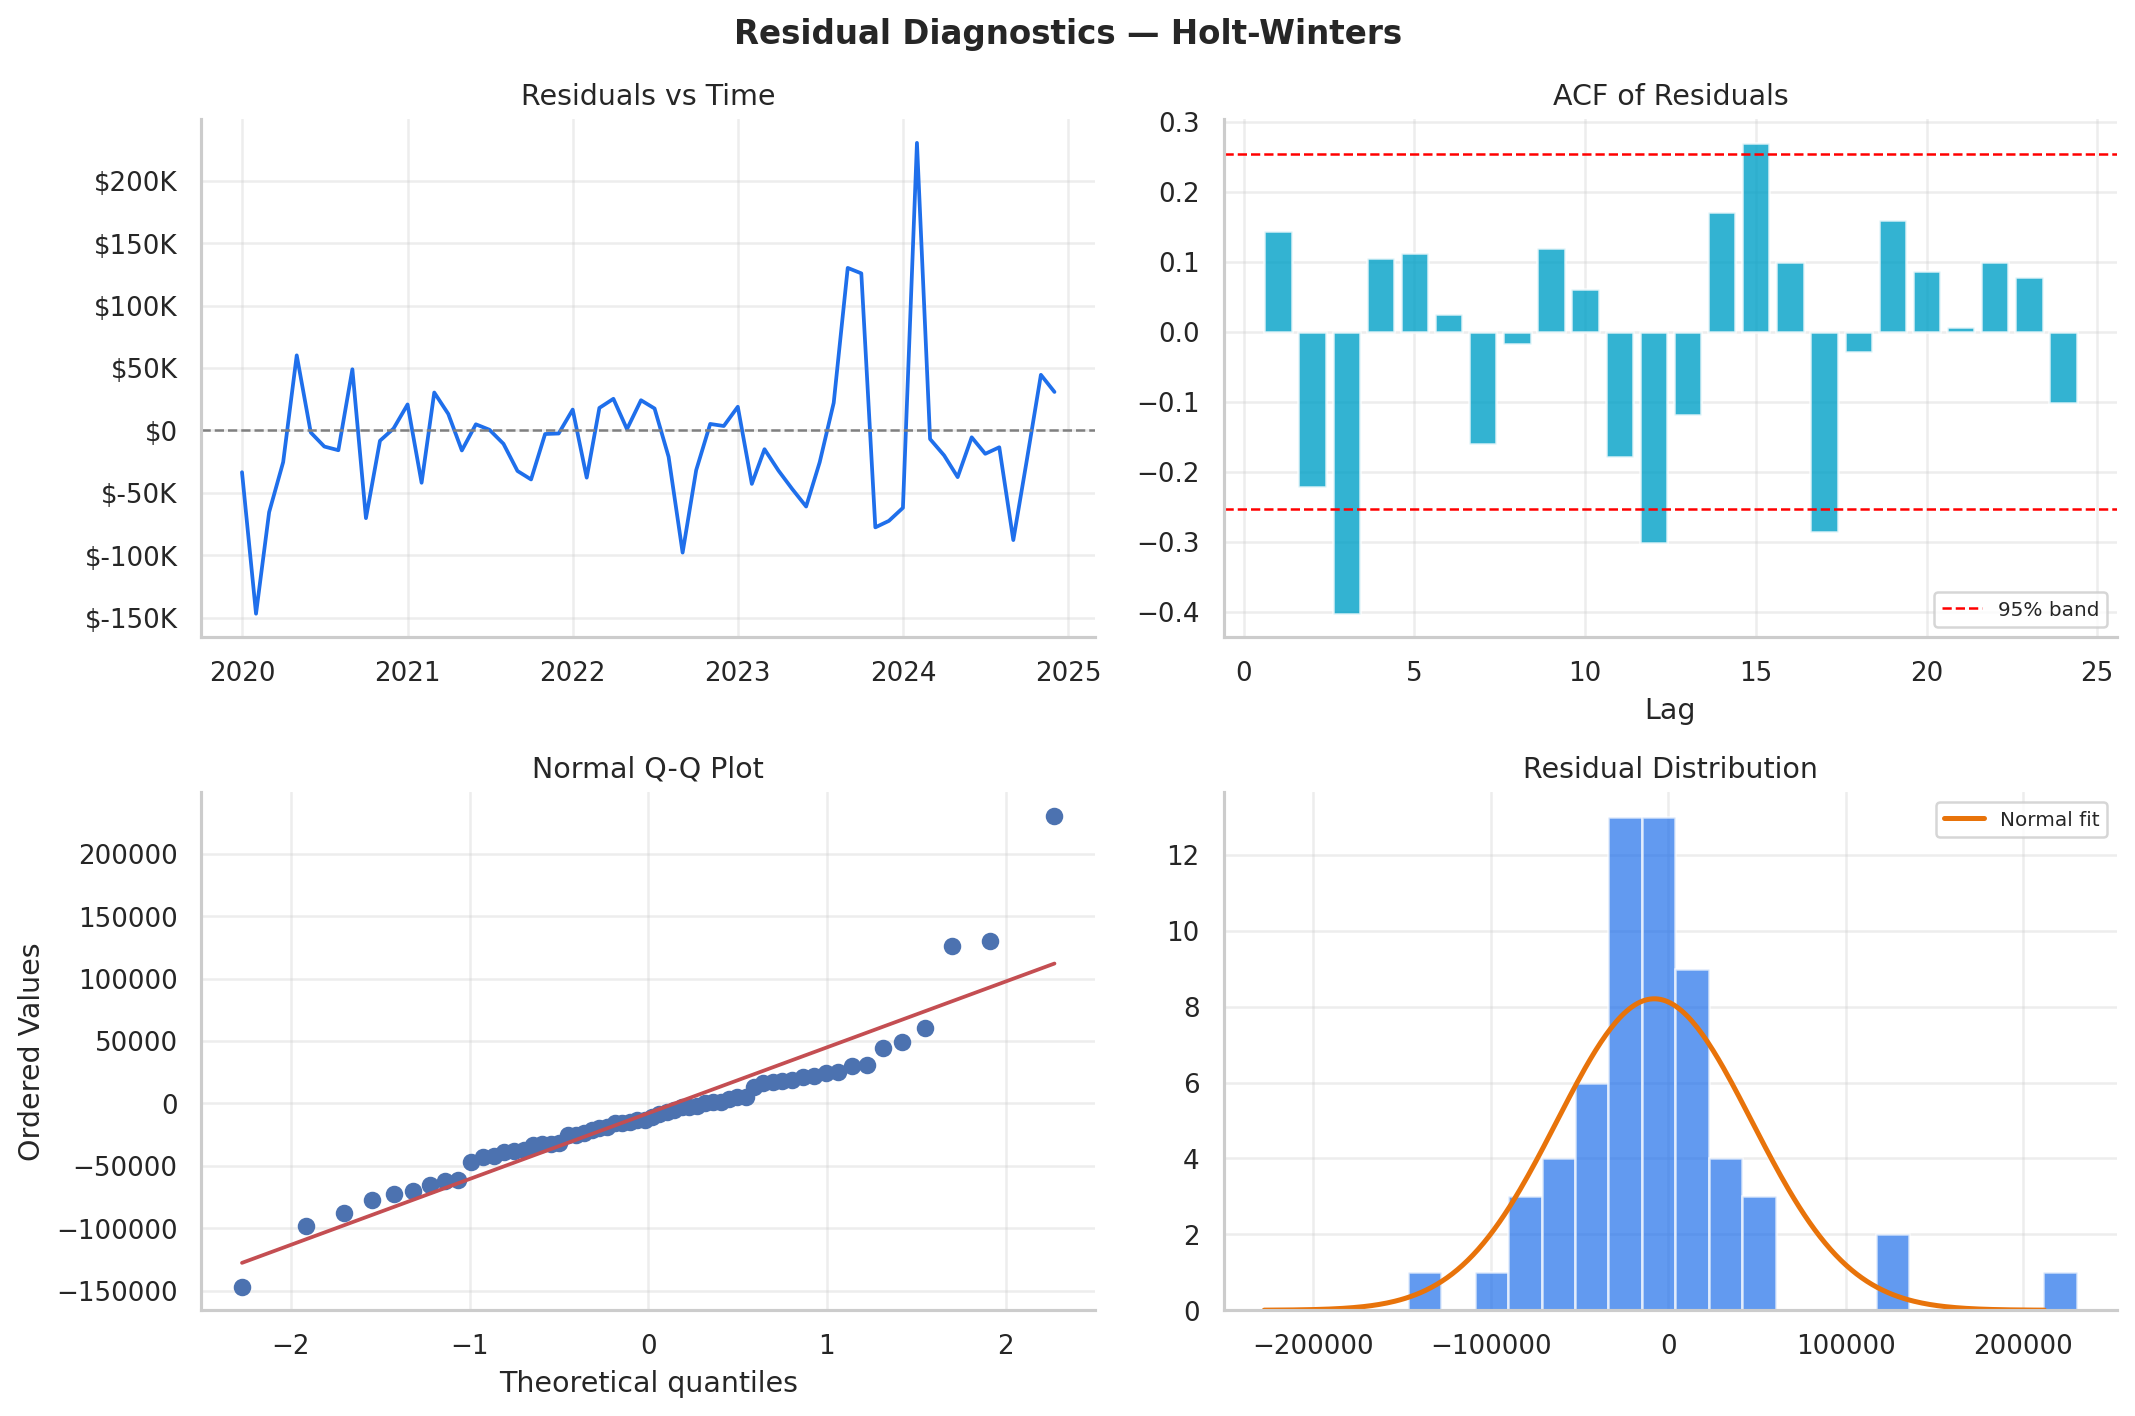 Residual Diagnostics — Holt-Winters
Residuals vs Time
$200K
$150K
$100K
$50K
$0
$-50K
$-100K
$-150K
2020 2021 2022 2023 2024 2025
ACF of Residuals
0.3
0.2
0.1
0.0
−0.1
−0.2
−0.3
−0.4
95% band
0 5 10 15 20 25
Lag
Normal Q-Q Plot
Ordered Values
200000
150000
100000
50000
0
−50000
−100000
−150000
−2 −1 0 1 2
Theoretical quantiles
Residual Distribution
Normal fit
12
10
8
6
4
2
0
−200000 −100000 0 100000 200000